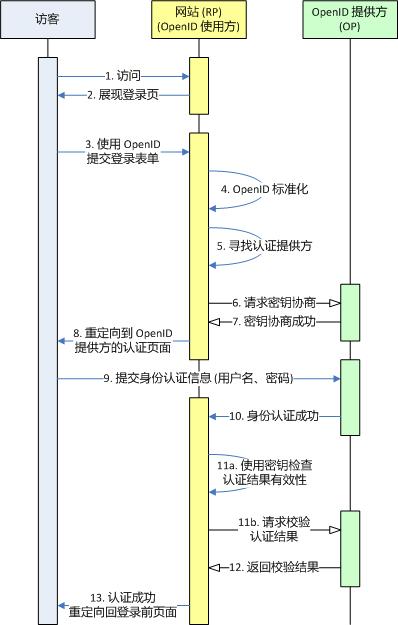 访客
网站 (RP)
(OpenID 使用方)
OpenID 提供方
(OP)
1. 访问
2. 展现登录页
3. 使用 OpenID
提交登录表单
4. OpenID 标准化
5. 寻找认证提供方
6. 请求密钥协商
7. 密钥协商成功
8. 重定向到 OpenID
提供方的认证页面
9. 提交身份认证信息 (用户名、密码)
10. 身份认证成功
11a. 使用密钥检查
认证结果有效性
11b. 请求校验
认证结果
12. 返回校验结果
13. 认证成功
重定向回登录前页面